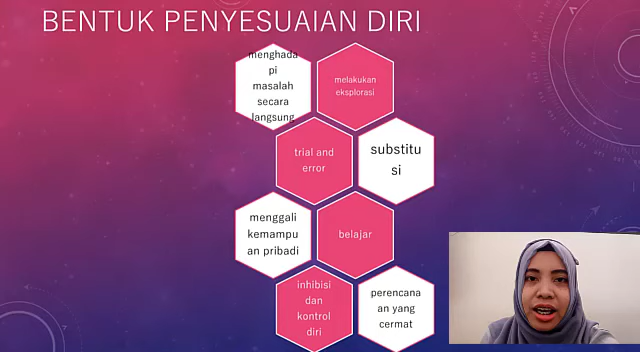 BENTUK PENYESUAIAN DIRI
menghada
pi
masalah
secara
langsung
melakukan
eksplorasi
trial and
error
substitu
si
menggali
kemampu
an pribadi
belajar
inhibisi
dan
kontrol
diri
perencana
an yang
cermat